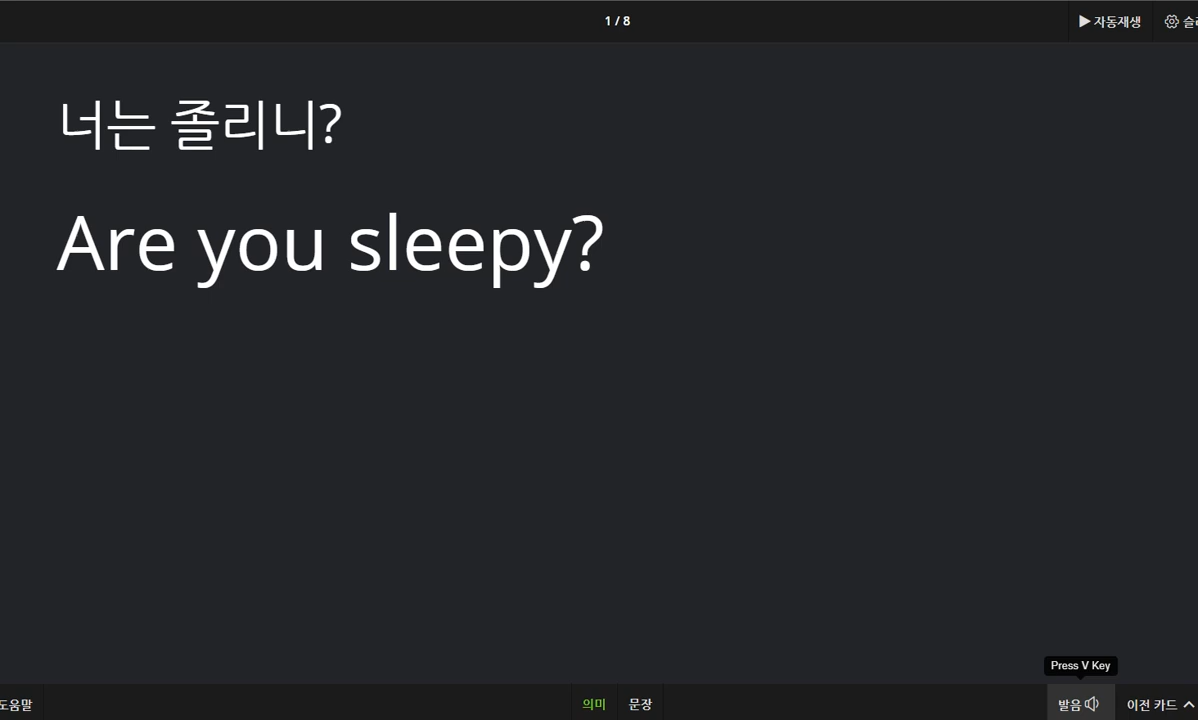 1 / 8
▶ 자동재생
너는 졸리니?
Are you sleepy?
Press V Key
도움말
의미
문장
발음
이전 카드